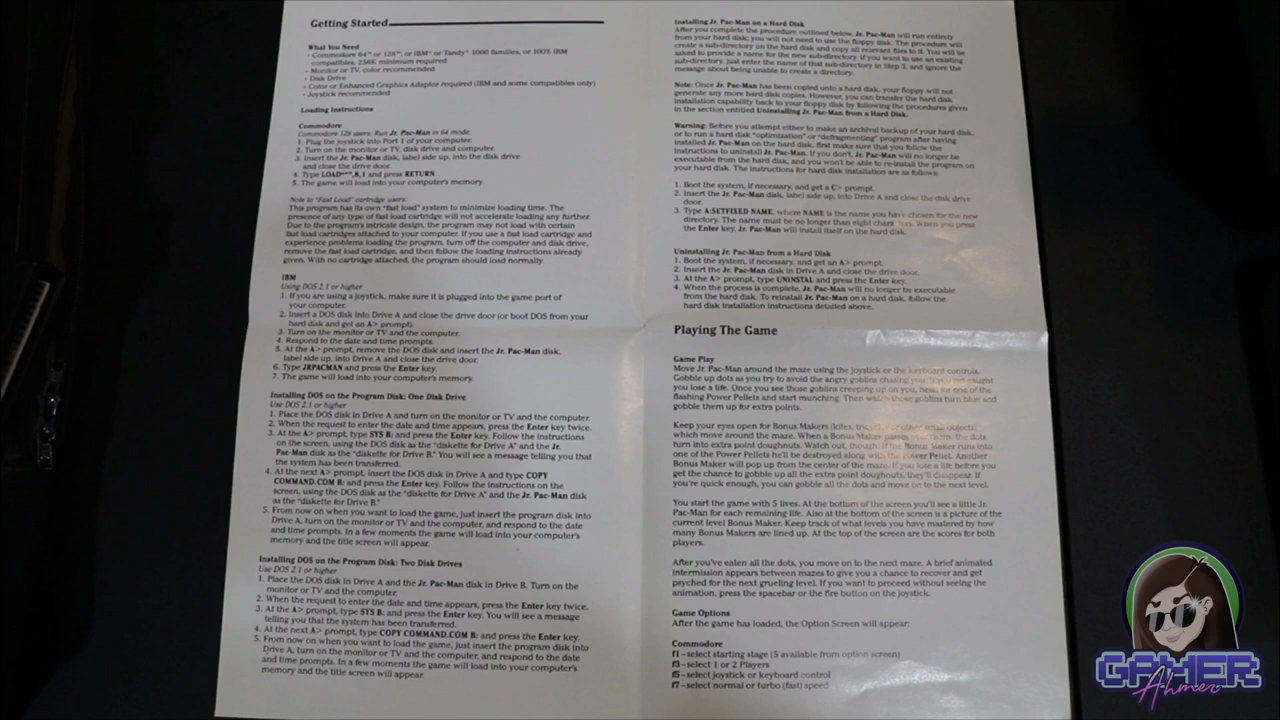 Getting Started
What You Need
• Commodore 64™ or 128™; or IBM® or Tandy® 1000 families, or 100% IBM
compatibles, 256K minimum required
• Monitor or TV, color recommended
• Disk Drive
• Color or Enhanced Graphics Adaptor required (IBM and some compatibles only)
• Joystick recommended
Loading Instructions
Commodore
Commodore 128 users: Run Jr. Pac-Man in 64 mode.
1. Plug the joystick into Port 1 of your computer.
2. Turn on the monitor or TV, disk drive and computer.
3. Insert the Jr. Pac-Man disk, label side up, into the disk drive
and close the drive door.
4. Type LOAD"*",8,1 and press RETURN.
5. The game will load into your computer's memory.
Note to "Fast Load" cartridge users:
This program has its own "fast load" system to minimize loading time. The
presence of any type of fast load cartridge will not accelerate loading any further.
Due to the program's intricate design, the program may not load with certain
fast load cartridges attached to your computer. If you use a fast load cartridge and
experience problems loading the program, turn off the computer and disk drive,
remove the fast load cartridge, and then follow the loading instructions already
given. With no cartridge attached, the program should load normally.
IBM
Using DOS 2.1 or higher
1. If you are using a joystick, make sure it is plugged into the game port of
your computer.
2. Insert a DOS disk into Drive A and close the drive door (or boot DOS from your
hard disk and get an A> prompt).
3. Turn on the monitor or TV and the computer.
4. Respond to the date and time prompts.
5. At the A> prompt, remove the DOS disk and insert the Jr. Pac-Man disk,
label side up, into Drive A and close the drive door.
6. Type JRPACMAN and press the Enter key.
7. The game will load into your computer's memory.
Installing DOS on the Program Disk: One Disk Drive
Use DOS 2.1 or higher
1. Place the DOS disk in Drive A and turn on the monitor or TV and the computer.
2. When the request to enter the date and time appears, press the Enter key twice.
3. At the A> prompt, type SYS B: and press the Enter key. Follow the instructions
on the screen, using the DOS disk as the "diskette for Drive A" and the Jr.
Pac-Man disk as the "diskette for Drive B." You will see a message telling you that
the system has been transferred.
4. At the next A> prompt, insert the DOS disk in Drive A and type COPY
COMMAND.COM B: and press the Enter key. Follow the instructions on the
screen, using the DOS disk as the "diskette for Drive A" and the Jr. Pac-Man disk
as the "diskette for Drive B."
5. From now on when you want to load the game, just insert the program disk into
Drive A, turn on the monitor or TV and the computer, and respond to the date
and time prompts. In a few moments the game will load into your computer's
memory and the title screen will appear.
Installing DOS on the Program Disk: Two Disk Drives
Use DOS 2.1 or higher
1. Place the DOS disk in Drive A and the Jr. Pac-Man disk in Drive B. Turn on the
monitor or TV and the computer.
2. When the request to enter the date and time appears, press the Enter key twice.
3. At the A> prompt, type SYS B: and press the Enter key. You will see a message
telling you that the system has been transferred.
4. At the next A> prompt, type COPY COMMAND.COM B: and press the Enter key.
5. From now on when you want to load the game, just insert the program disk into
Drive A, turn on the monitor or TV and the computer, and respond to the date
and time prompts. In a few moments the game will load into your computer's
memory and the title screen will appear.
Installing Jr. Pac-Man on a Hard Disk
After you complete the procedure outlined below, Jr. Pac-Man will run entirely
from your hard disk; you will not need to use the floppy disk. The procedure will
create a sub-directory on the hard disk and copy all relevant files to it. You will be
asked to provide a name for the new sub-directory. If you want to use an existing
sub-directory, just enter the name of that sub-directory in Step 3, and ignore the
message about being unable to create a directory.
Note: Once Jr. Pac-Man has been copied onto a hard disk, your floppy will not
generate any more hard disk copies. However, you can transfer the hard disk
installation capability back to your floppy disk by following the procedures given
in the section entitled Uninstalling Jr. Pac-Man from a Hard Disk.
Warning: Before you attempt either to make an archival backup of your hard disk,
or to run a hard disk "optimization" or "defragmenting" program after having
installed Jr. Pac-Man on the hard disk, first make sure that you follow the
instructions to uninstall Jr. Pac-Man. If you don't, Jr. Pac-Man will no longer be
executable from the hard disk, and you won't be able to re-install the program on
your hard disk. The instructions for hard disk installation are as follows:
1. Boot the system, if necessary, and get a C> prompt.
2. Insert the Jr. Pac-Man disk, label side up, into Drive A and close the disk drive
door.
3. Type A:SETFIXED NAME, where NAME is the name you have chosen for the new
directory. The name must be no longer than eight characters. When you press
the Enter key, Jr. Pac-Man will install itself on the hard disk.
Uninstalling Jr. Pac-Man from a Hard Disk
1. Boot the system, if necessary, and get an A> prompt.
2. Insert the Jr. Pac-Man disk in Drive A and close the drive door.
3. At the A> prompt, type UNINSTAL and press the Enter key.
4. When the process is complete, Jr. Pac-Man will no longer be executable
from the hard disk. To reinstall Jr. Pac-Man on a hard disk, follow the
hard disk installation instructions detailed above.
Playing The Game
Game Play
Move Jr. Pac-Man around the maze using the joystick or the keyboard controls.
Gobble up dots as you try to avoid the angry goblins chasing you. If you get caught
you lose a life. Once you see those goblins creeping up on you, head for one of the
flashing Power Pellets and start munching. Then watch those goblins turn blue and
gobble them up for extra points.
Keep your eyes open for Bonus Makers (kites, tricycles or other small objects)
which move around the maze. When a Bonus Maker passes over them, the dots
turn into extra point doughnuts. Watch out, though. If the Bonus Maker runs into
one of the Power Pellets he'll be destroyed along with the Power Pellet. Another
Bonus Maker will pop up from the center of the maze. If you lose a life before you
get the chance to gobble up all the extra point doughnuts, they'll disappear. If
you're quick enough, you can gobble all the dots and move on to the next level.
You start the game with 5 lives. At the bottom of the screen you'll see a little Jr.
Pac-Man for each remaining life. Also at the bottom of the screen is a picture of the
current level Bonus Maker. Keep track of what levels you have mastered by how
many Bonus Makers are lined up. At the top of the screen are the scores for both
players.
After you've eaten all the dots, you move on to the next maze. A brief animated
intermission appears between mazes to give you a chance to recover and get
psyched for the next grueling level. If you want to proceed without seeing the
animation, press the spacebar or the fire button on the joystick.
Game Options
After the game has loaded, the Option Screen will appear:
Commodore
f1–select starting stage (5 available from option screen)
f3–select 1 or 2 Players
f5–select joystick or keyboard control
f7–select normal or turbo (fast) speed
GAMER
Ahmer